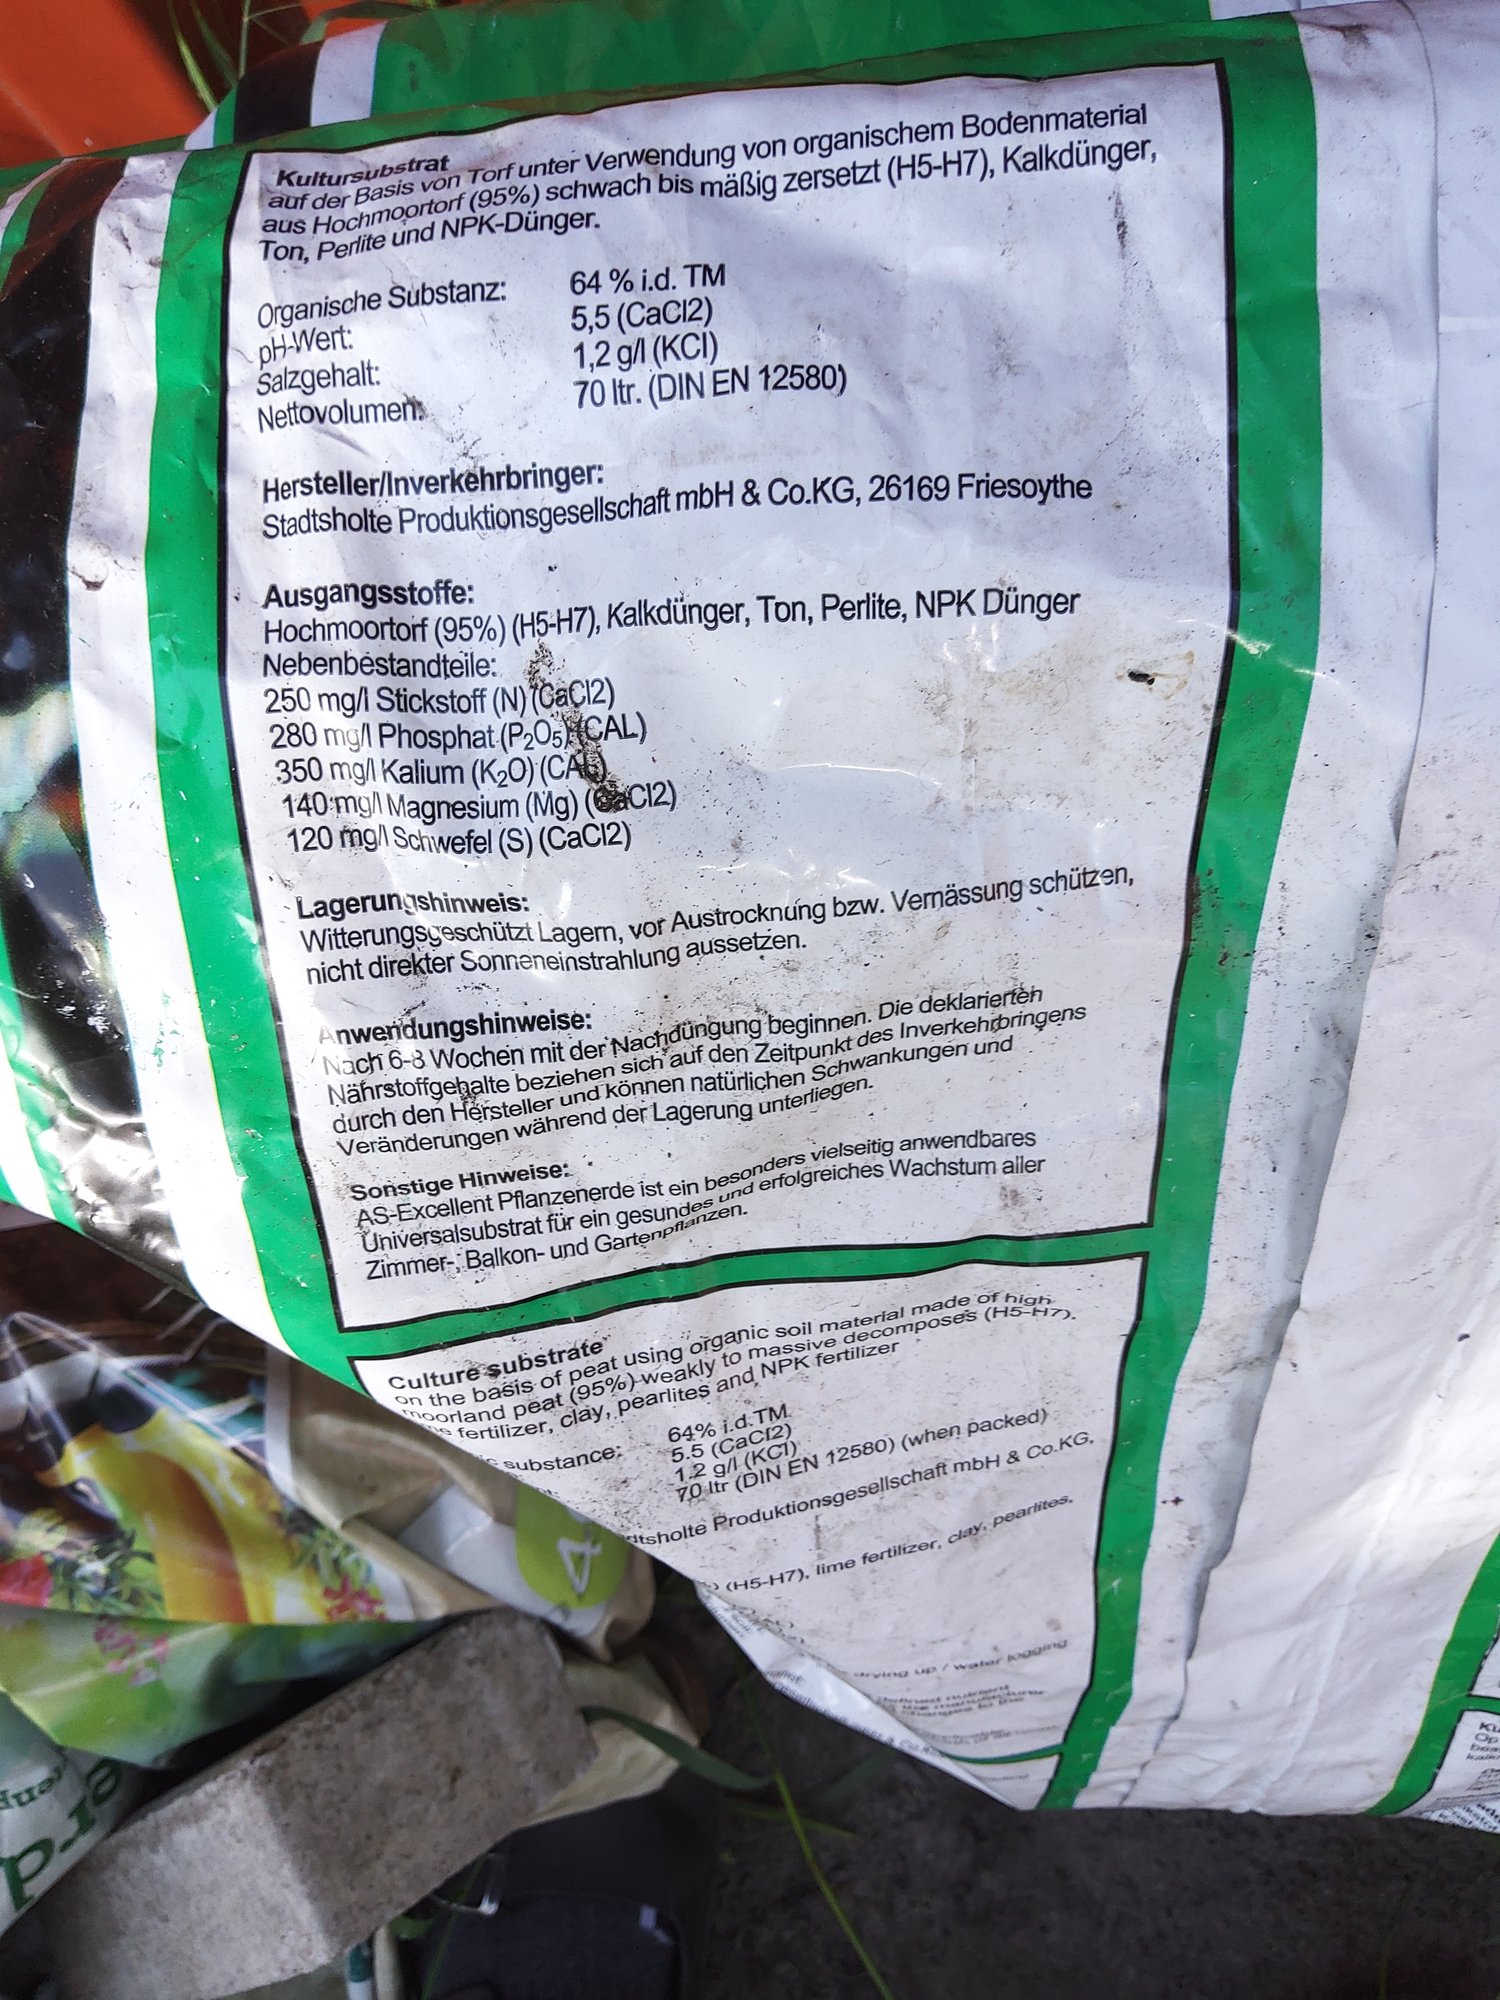 Kultursubstrat
auf der Basis von Torf unter Verwendung von organischem Bodenmaterial
aus Hochmoortorf (95%) schwach bis mäßig zersetzt (H5-H7), Kalkdünger,
Ton, Perlite und NPK-Dünger.
Organische Substanz: 64 % i.d. TM
pH-Wert: 5,5 (CaCl2)
Salzgehalt: 1,2 g/l (KCl)
Nettovolumen: 70 ltr. (DIN EN 12580)
Hersteller/Inverkehrbringer:
Stadtsholte Produktionsgesellschaft mbH & Co.KG, 26169 Friesoythe
Ausgangsstoffe:
Hochmoortorf (95%) (H5-H7), Kalkdünger, Ton, Perlite, NPK Dünger
Nebenbestandteile:
250 mg/l Stickstoff (N) (CaCl2)
280 mg/l Phosphat (P₂O₅) (CAL)
350 mg/l Kalium (K₂O) (CAL)
140 mg/l Magnesium (Mg) (CaCl2)
120 mg/l Schwefel (S) (CaCl2)
Lagerungshinweis:
Witterungsgeschützt Lagern, vor Austrocknung bzw. Vernässung schützen,
nicht direkter Sonneneinstrahlung aussetzen.
Anwendungshinweise:
Nach 6-8 Wochen mit der Nachdüngung beginnen. Die deklarierten
Nährstoffgehalte beziehen sich auf den Zeitpunkt des Inverkehrbringens
durch den Hersteller und können natürlichen Schwankungen und
Veränderungen während der Lagerung unterliegen.
Sonstige Hinweise:
AS-Excellent Pflanzenerde ist ein besonders vielseitig anwendbares
Universalsubstrat für ein gesundes und erfolgreiches Wachstum aller
Zimmer-, Balkon- und Gartenpflanzen.
Culture substrate
on the basis of peat using organic soil material made of high
moorland peat (95%) weakly to massive decomposes (H5-H7).
fertilizer, clay, pearlites and NPK fertilizer
substance: 64% i.d.TM
5.5 (CaCl2)
1.2 g/l (KCl)
70 ltr (DIN EN 12580) (when packed)
Produktionsgesellschaft mbH & Co.KG,
(H5-H7), lime fertilizer, clay, pearlites,
drying up / water logging